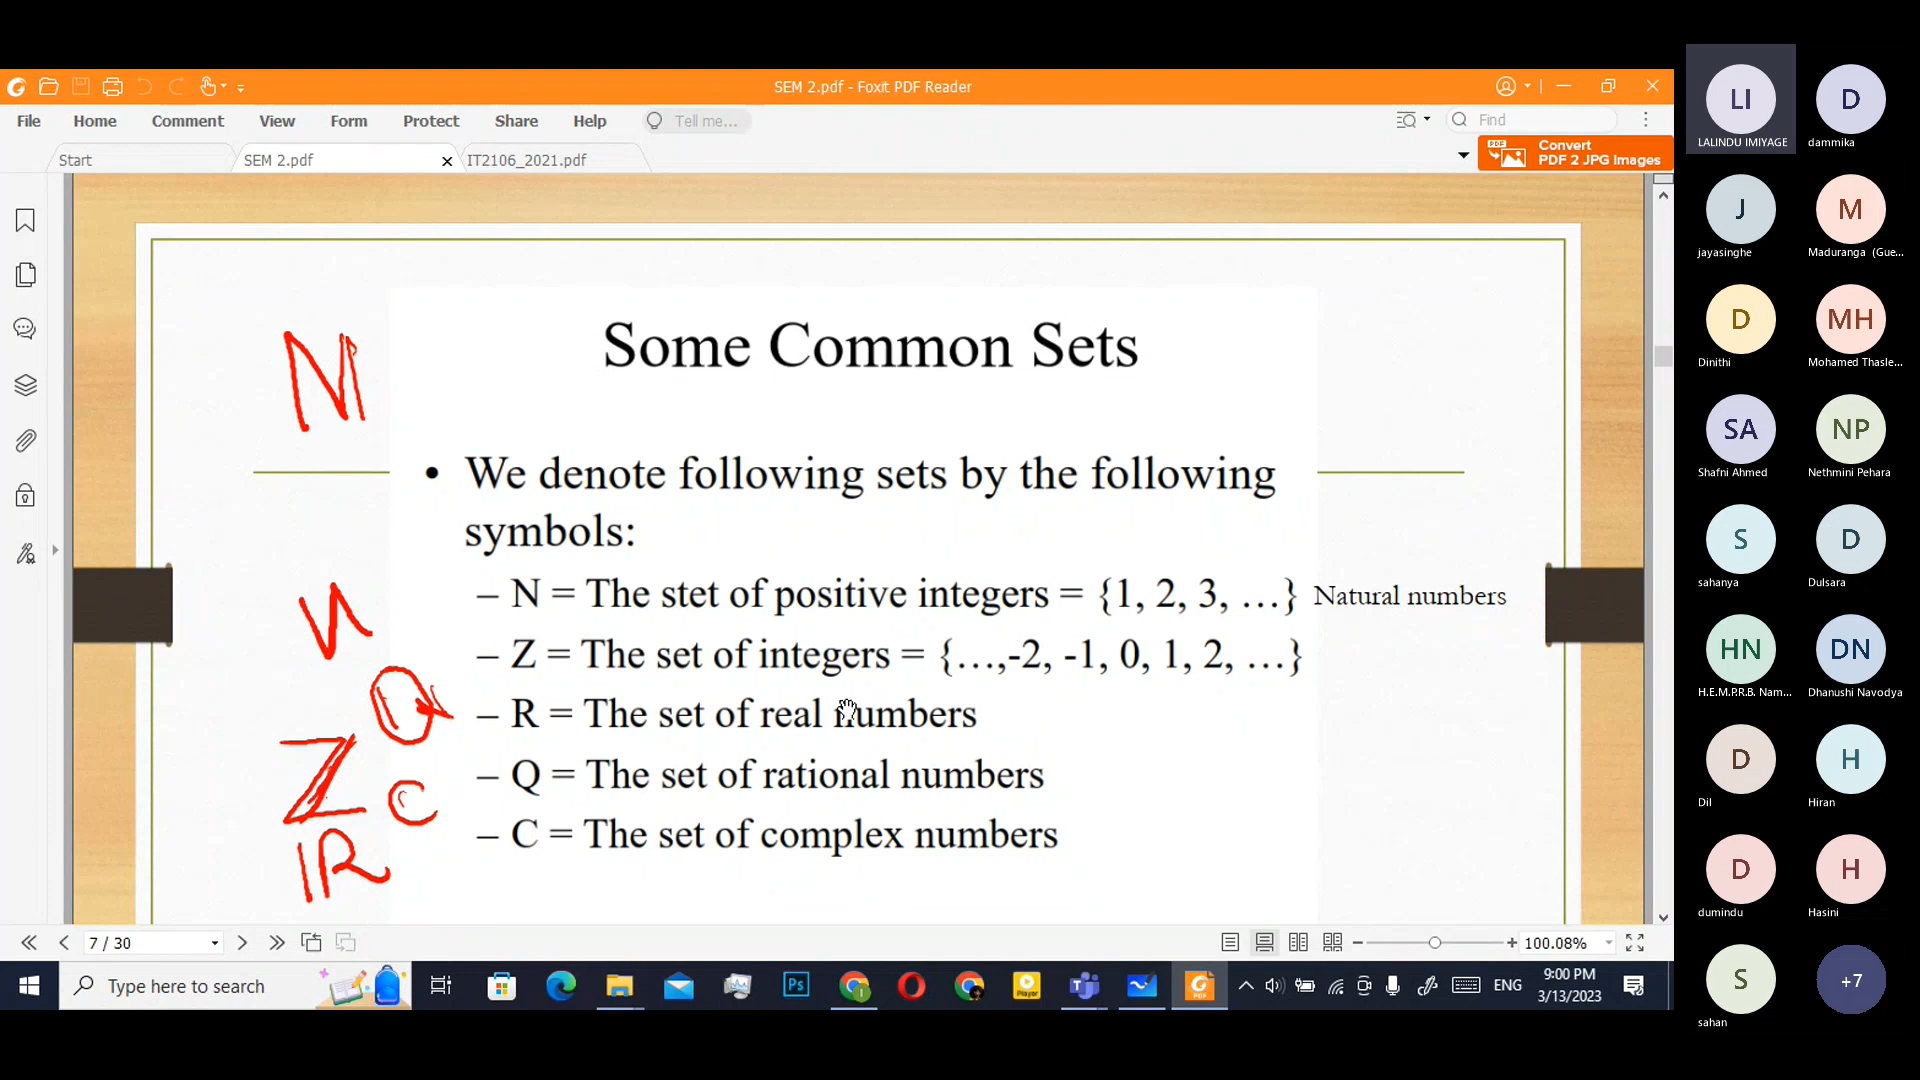 SEM 2.pdf - Foxit PDF Reader
File Home Comment View Form Protect Share Help Tell me... Find
Start SEM 2.pdf IT2106_2021.pdf
Convert
PDF 2 JPG Images
N
Some Common Sets
• We denote following sets by the following
symbols:
– N = The stet of positive integers = {1, 2, 3, …} Natural numbers
– Z = The set of integers = {…,-2, -1, 0, 1, 2, …}
– R = The set of real numbers
– Q = The set of rational numbers
– C = The set of complex numbers
Q
Z C
IR
7 / 30
100.08%
Type here to search
Ps
Player
ENG
9:00 PM
3/13/2023
LI D
LALINDU IMIYAGE dammika
J M
jayasinghe Maduranga (Gue...
D MH
Dinithi Mohamed Thasle...
SA NP
Shafni Ahmed Nethmini Pehara
S D
sahanya Dulsara
HN DN
H.E.M.P.R.B. Nam... Dhanushi Navodya
D H
Dil Hiran
D H
dumindu Hasini
S +7
sahan